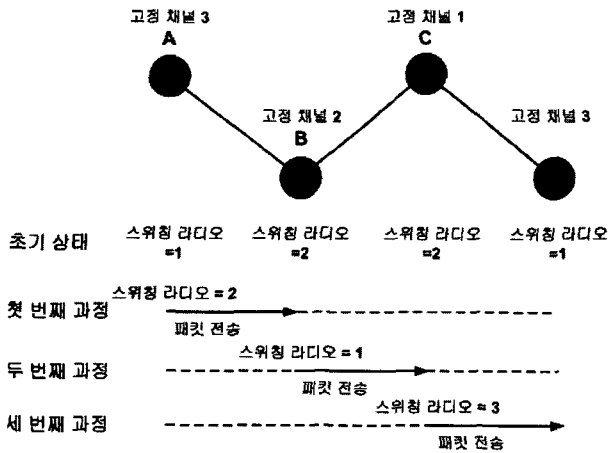 고정 채널 3
A
고정 채널 1
C
고정 채널 2
B
고정 채널 3
초기 상태
스위칭 라디오
=1
스위칭 라디오
=2
스위칭 라디오
=2
스위칭 라디오
=1
첫 번째 과정
스위칭 라디오 = 2
패킷 전송
두 번째 과정
스위칭 라디오 = 1
패킷 전송
세 번째 과정
스위칭 라디오 = 3
패킷 전송